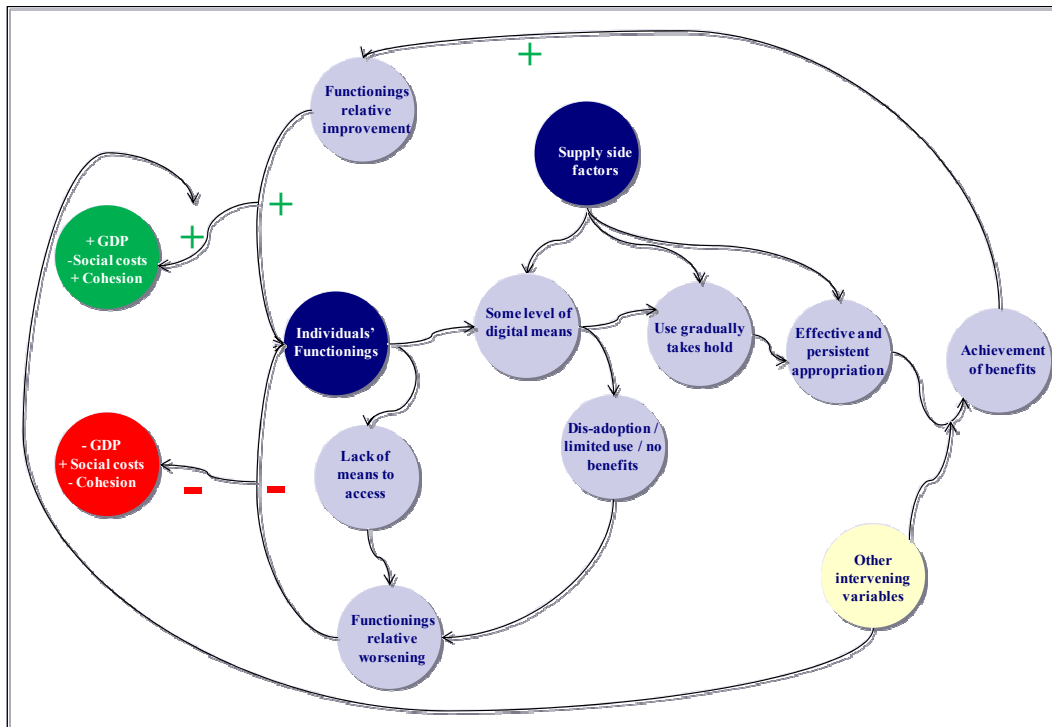 +
Functionings
relative
improvement
Supply side
factors
+
+
+ GDP
-Social costs
+ Cohesion
Individuals'
Functionings
Some level of
digital means
Use gradually
takes hold
Effective and
persistent
appropriation
Achievement
of benefits
- GDP
+ Social costs
- Cohesion
-
-
Lack of
means to
access
Dis-adoption /
limited use / no
benefits
Other
intervening
variables
Functionings
relative
worsening